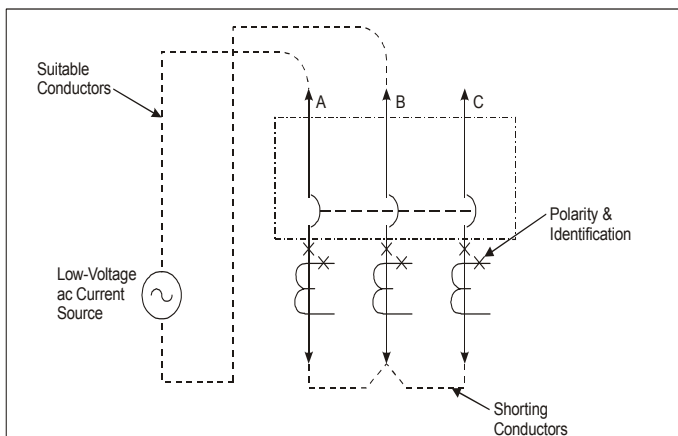 Suitable
Conductors
A
B
C
Polarity &
Identification
Low-Voltage
ac Current
Source
Shorting
Conductors